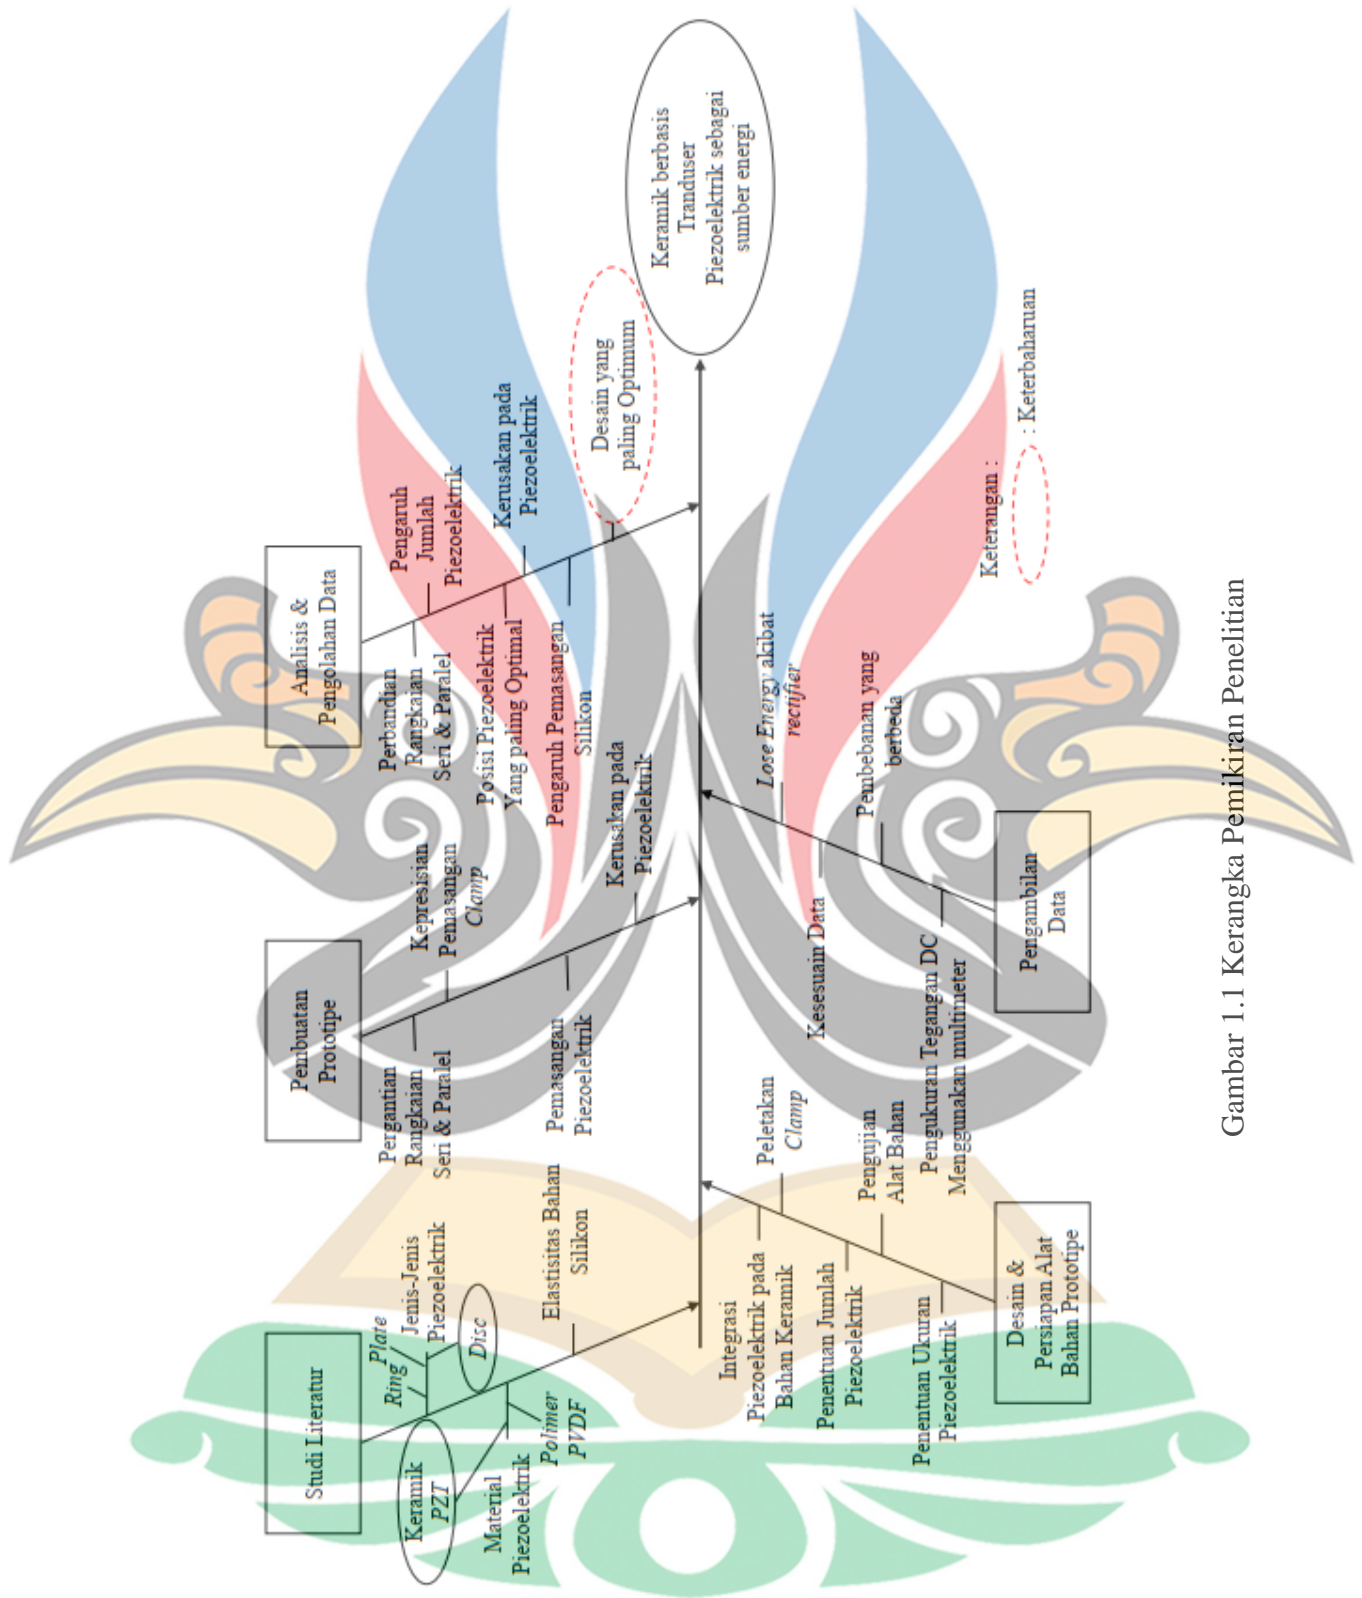 Studi Literatur
Keramik
PZT
Ring
Plate
Jenis-Jenis
Piezoelektrik
Disc
Material
Piezoelektrik
Polimer
PVDF
Elastisitas Bahan
Silikon
Pembuatan
Prototipe
Pergantian
Rangkaian
Seri & Paralel
Kepresisian
Pemasangan
Clamp
Pemasangan
Piezoelektrik
Kerusakan pada
Piezoelektrik
Analisis &
Pengolahan Data
Perbandian
Rangkaian
Seri & Paralel
Pengaruh
Jumlah
Piezoelektrik
Posisi Piezoelektrik
Yang paling Optimal
Kerusakan pada
Piezoelektrik
Pengaruh Pemasangan
Silikon
Desain yang
paling Optimum
Keramik berbasis
Tranduser
Piezoelektrik sebagai
sumber energi
Integrasi
Piezoelektrik pada
Bahan Keramik
Peletakan
Clamp
Penentuan Jumlah
Piezoelektrik
Pengujian
Alat Bahan
Penentuan Ukuran
Piezoelektrik
Desain &
Persiapan Alat
Bahan Prototipe
Lose Energy akibat
rectifier
Kesesuain Data
Pembebanan yang
berbeda
Pengukuran Tegangan DC
Menggunakan multimeter
Pengambilan
Data
Keterangan :
: Keterbaharuan
Gambar 1.1 Kerangka Pemikiran Penelitian